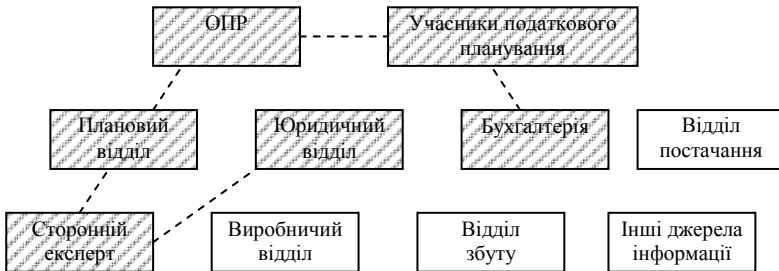 ОПР
Учасники податкового
планування
Плановий
відділ
Юридичний
відділ
Бухгалтерія
Відділ
постачання
Сторонній
експерт
Виробничий
відділ
Відділ
збуту
Інші джерела
інформації